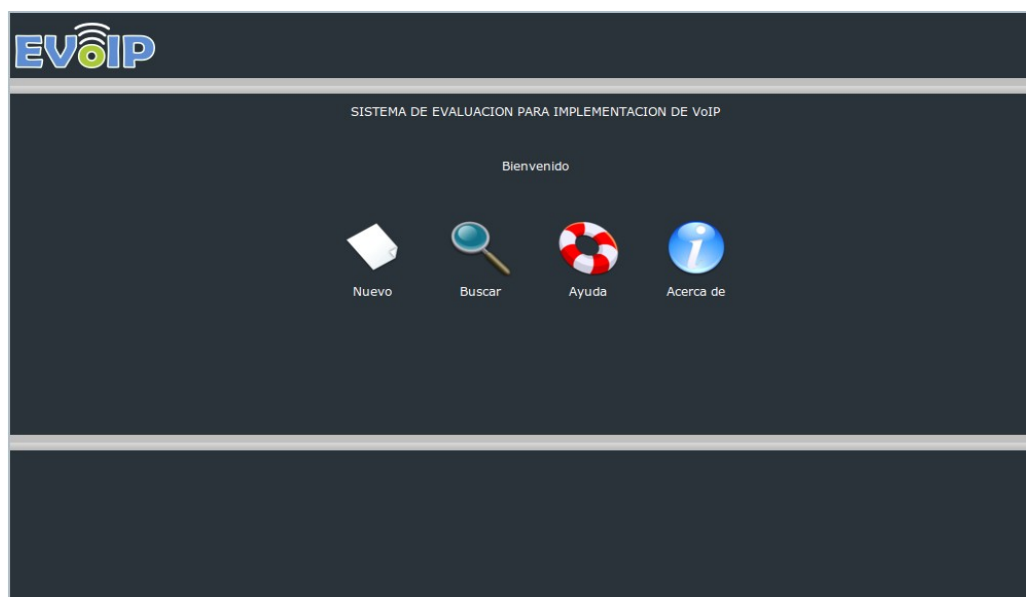 EVoIP
SISTEMA DE EVALUACION PARA IMPLEMENTACION DE VoIP
Bienvenido
Nuevo Buscar Ayuda Acerca de